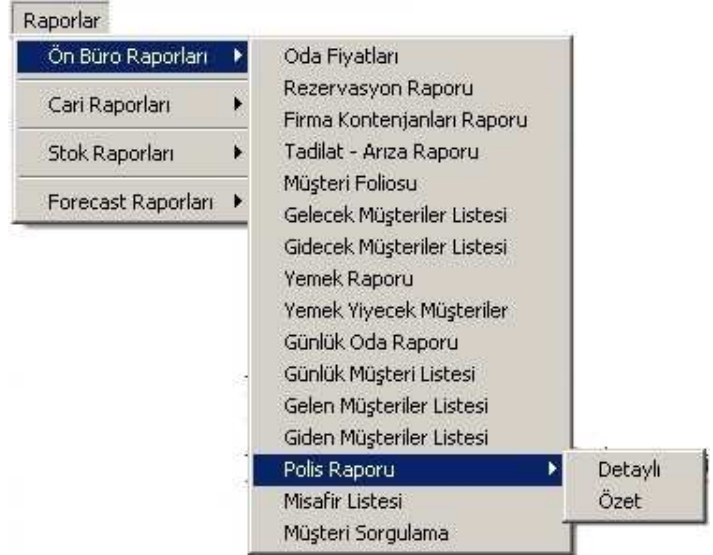 Raporlar
Ön Büro Raporları
Cari Raporları
Stok Raporları
Forecast Raporları
Oda Fiyatları
Rezervasyon Raporu
Firma Kontenjanları Raporu
Tadilat - Arıza Raporu
Müşteri Foliosu
Gelecek Müşteriler Listesi
Gidecek Müşteriler Listesi
Yemek Raporu
Yemek Yiyecek Müşteriler
Günlük Oda Raporu
Günlük Müşteri Listesi
Gelen Müşteriler Listesi
Giden Müşteriler Listesi
Polis Raporu
Misafir Listesi
Müşteri Sorgulama
Detaylı
Özet